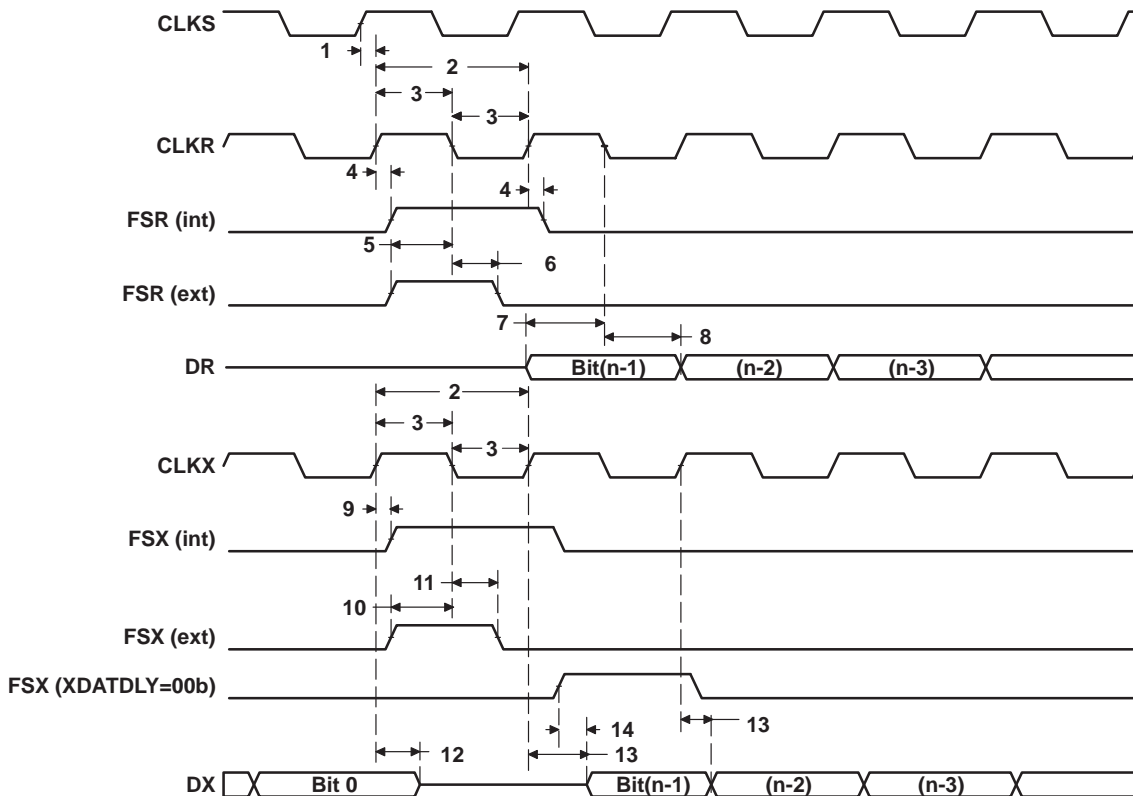 CLKS
1
2
3
3
CLKR
4
4
FSR (int)
5
6
FSR (ext)
7
8
DR
Bit(n-1)
(n-2)
(n-3)
2
3
3
CLKX
9
FSX (int)
11
10
FSX (ext)
FSX (XDATDLY=00b)
14
13
12
13
DX
Bit 0
Bit(n-1)
(n-2)
(n-3)